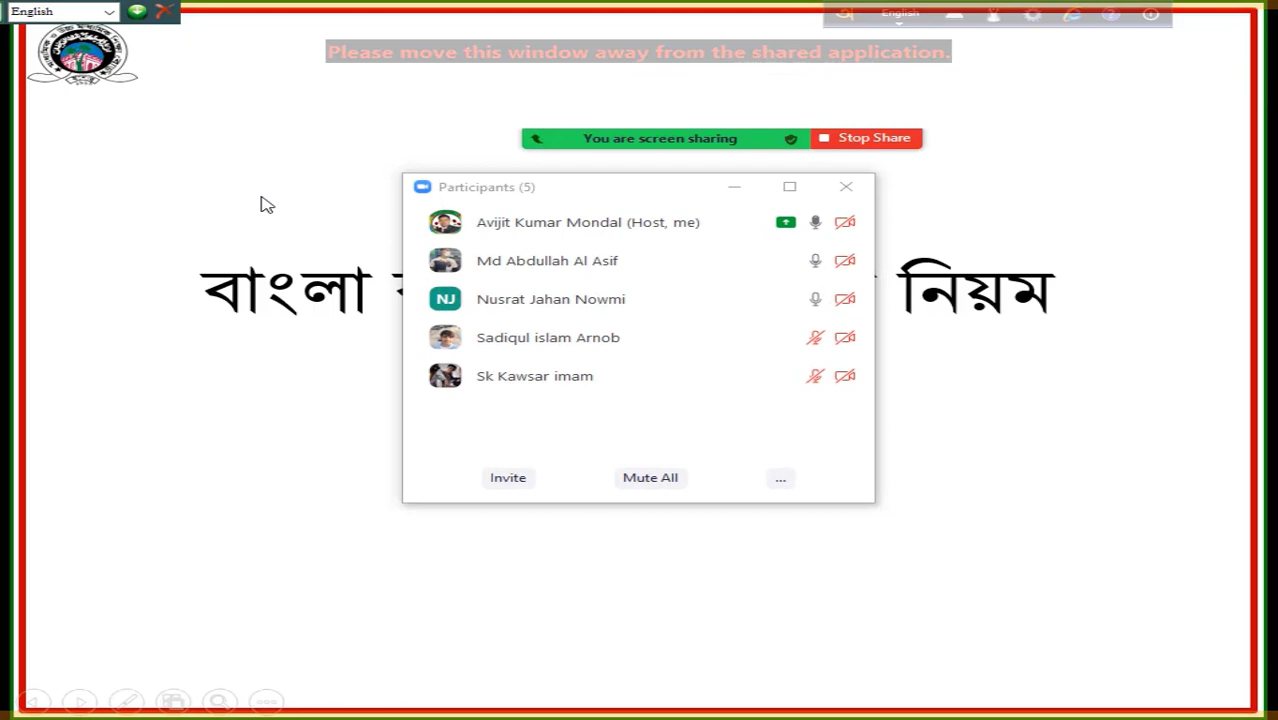 English
English
Please move this window away from the shared application.
You are screen sharing
Stop Share
Participants (5)
Avijit Kumar Mondal (Host, me)
Md Abdullah Al Asif
NJ Nusrat Jahan Nowmi
Sadiqul islam Arnob
Sk Kawsar imam
বাংলা নিয়ম
Invite
Mute All
...